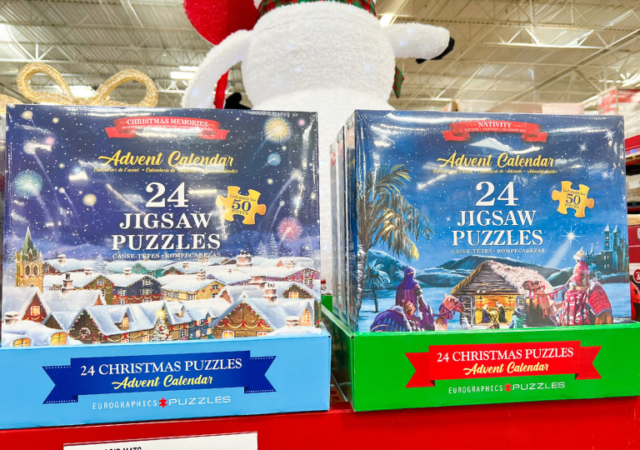 CHRISTMAS MEMORIES
Advent Calendar
24
JIGSAW
PUZZLES
CASSE-TÊTES • ROMPECABEZAS
50
24 CHRISTMAS PUZZLES
Advent Calendar
EUROGRAPHICS PUZZLES
NATIVITY
Advent Calendar
24
JIGSAW
PUZZLES
CASSE-TÊTES • ROMPECABEZAS
50
24 CHRISTMAS PUZZLES
Advent Calendar
EUROGRAPHICS PUZZLES